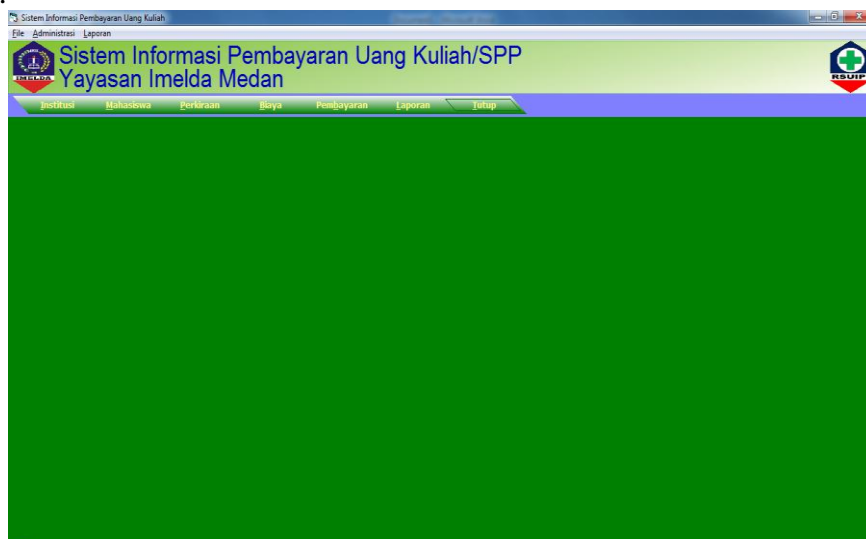 Sistem Informasi Pembayaran Uang Kuliah
File Administrasi Laporan
Sistem Informasi Pembayaran Uang Kuliah/SPP
Yayasan Imelda Medan
IMELDA
RSUIP
Institusi Mahasiswa Perkiraan Biaya Pembayaran Laporan Tutup